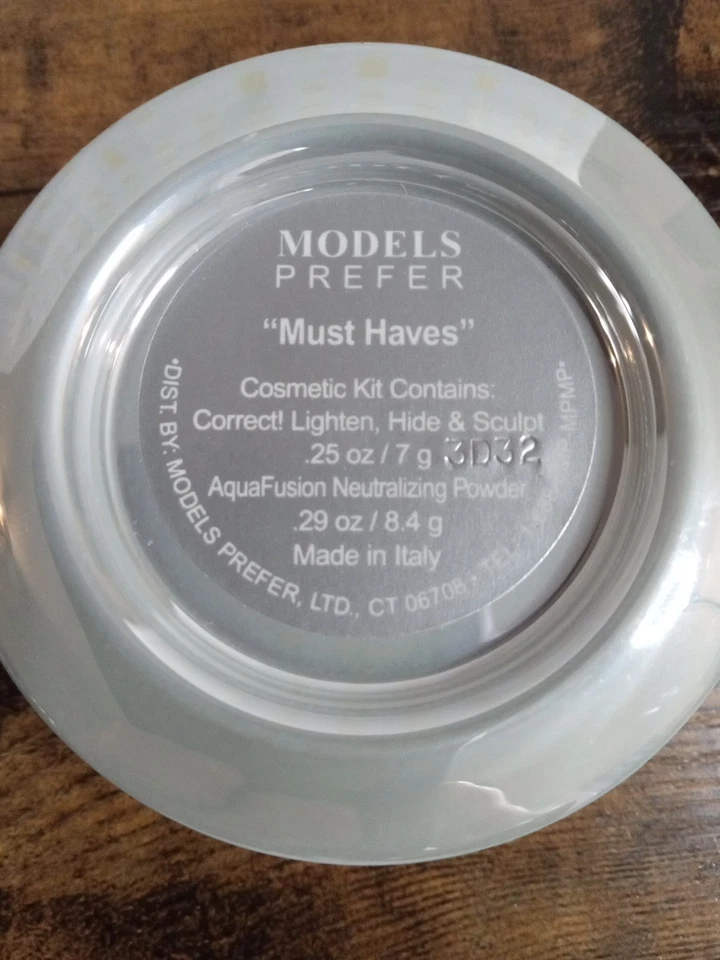 MODELS
PREFER
“Must Haves”
Cosmetic Kit Contains:
Correct! Lighten, Hide & Sculpt
.25 oz / 7 g 3D32
AquaFusion Neutralizing Powder
.29 oz / 8.4 g
Made in Italy
•DIST. BY: MODELS PREFER, LTD., CT 06708 • TEL. MPMP•